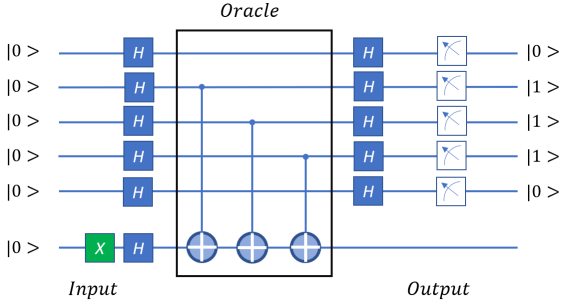 Oracle
|0 > H H |0 >
|0 > H H |1 >
|0 > H H |1 >
|0 > H H |1 >
|0 > H H |0 >
|0 > X H
Input Output